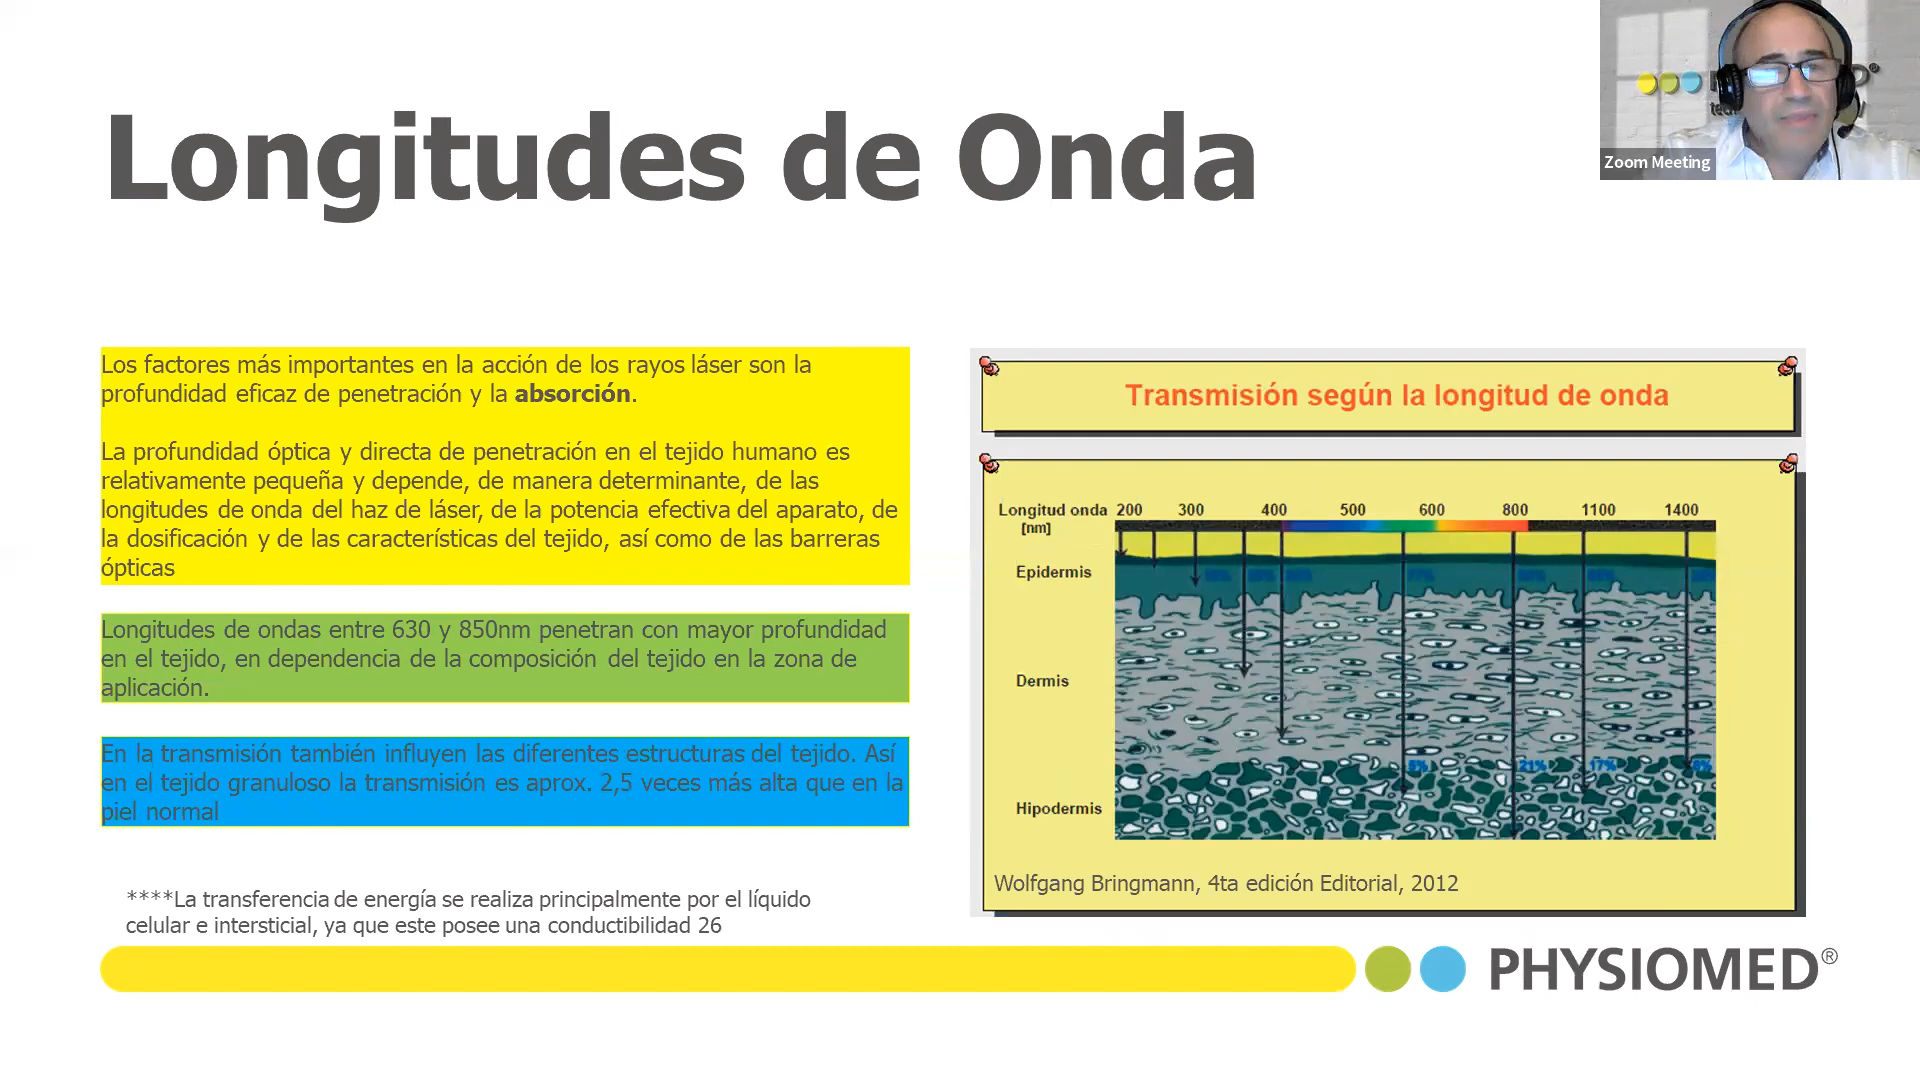 Longitudes de Onda
Zoom Meeting
Los factores más importantes en la acción de los rayos láser son la
profundidad eficaz de penetración y la absorción.
La profundidad óptica y directa de penetración en el tejido humano es
relativamente pequeña y depende, de manera determinante, de las
longitudes de onda del haz de láser, de la potencia efectiva del aparato, de
la dosificación y de las características del tejido, así como de las barreras
ópticas
Longitudes de ondas entre 630 y 850nm penetran con mayor profundidad
en el tejido, en dependencia de la composición del tejido en la zona de
aplicación.
En la transmisión también influyen las diferentes estructuras del tejido. Así
en el tejido granuloso la transmisión es aprox. 2,5 veces más alta que en la
piel normal
****La transferencia de energía se realiza principalmente por el líquido
celular e intersticial, ya que este posee una conductibilidad 26
Transmisión según la longitud de onda
Longitud onda 200 300 400 500 600 800 1100 1400
[nm]
Epidermis
Dermis
21% 17%
Hipodermis
Wolfgang Bringmann, 4ta edición Editorial, 2012
PHYSIOMED®